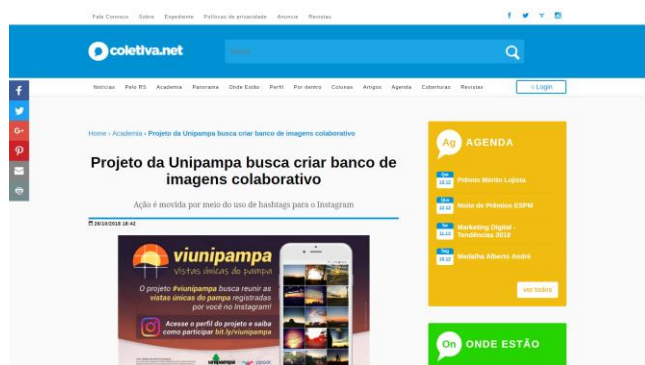 Fale Conosco Sobre Expediente Políticas de privacidade Anuncie Revistas
coletiva.net
Notícias Pelo RS Academia Panorama Onde Estão Perfil Por dentro Colunas Artigos Agenda Coberturas Revistas
Login
Home › Academia › Projeto da Unipampa busca criar banco de imagens colaborativo
Projeto da Unipampa busca criar banco de
imagens colaborativo
Ação é movida por meio do uso de hashtags para o Instagram
26/10/2018 18:42
viunipampa
vistas únicas do pampa
O projeto #viunipampa busca reunir as
vistas únicas do pampa registradas
por você no Instagram!
Acesse o perfil do projeto e saiba
como participar bit.ly/viunipampa
unipampa
Ag AGENDA
Prêmio Mérito Lojista
Noite de Prêmios ESPM
Marketing Digital -
Tendências 2019
Medalha Alberto André
ver todos
On ONDE ESTÃO